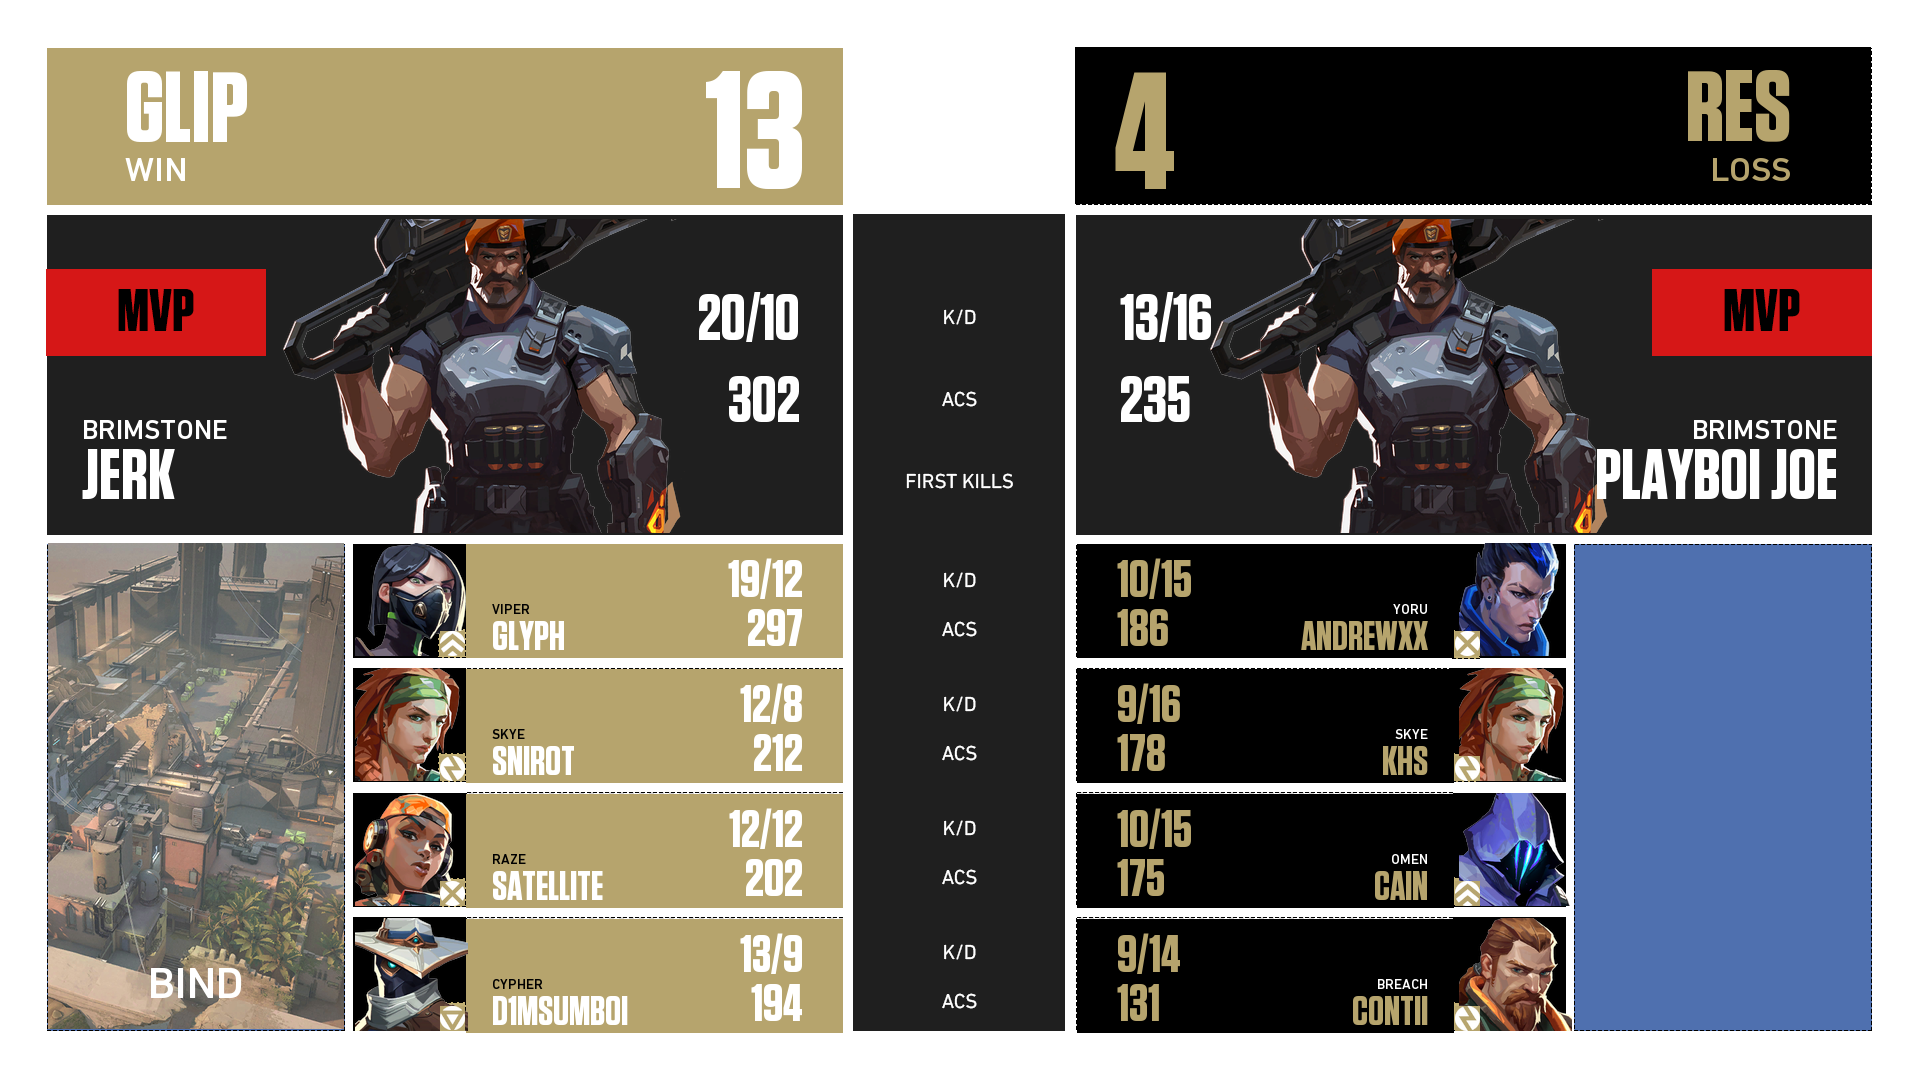 GLIP
WIN
13
4
RES
LOSS
MVP
BRIMSTONE
JERK
20/10
302
K/D
ACS
FIRST KILLS
13/16
235
MVP
BRIMSTONE
PLAYBOI JOE
BIND
VIPER
GLYPH
19/12
297
K/D
ACS
10/15
186
YORU
ANDREWXX
SKYE
SNIROT
12/8
212
K/D
ACS
9/16
178
SKYE
KHS
RAZE
SATELLITE
12/12
202
K/D
ACS
10/15
175
OMEN
CAIN
CYPHER
D1MSUMBOI
13/9
194
K/D
ACS
9/14
131
BREACH
CONTII